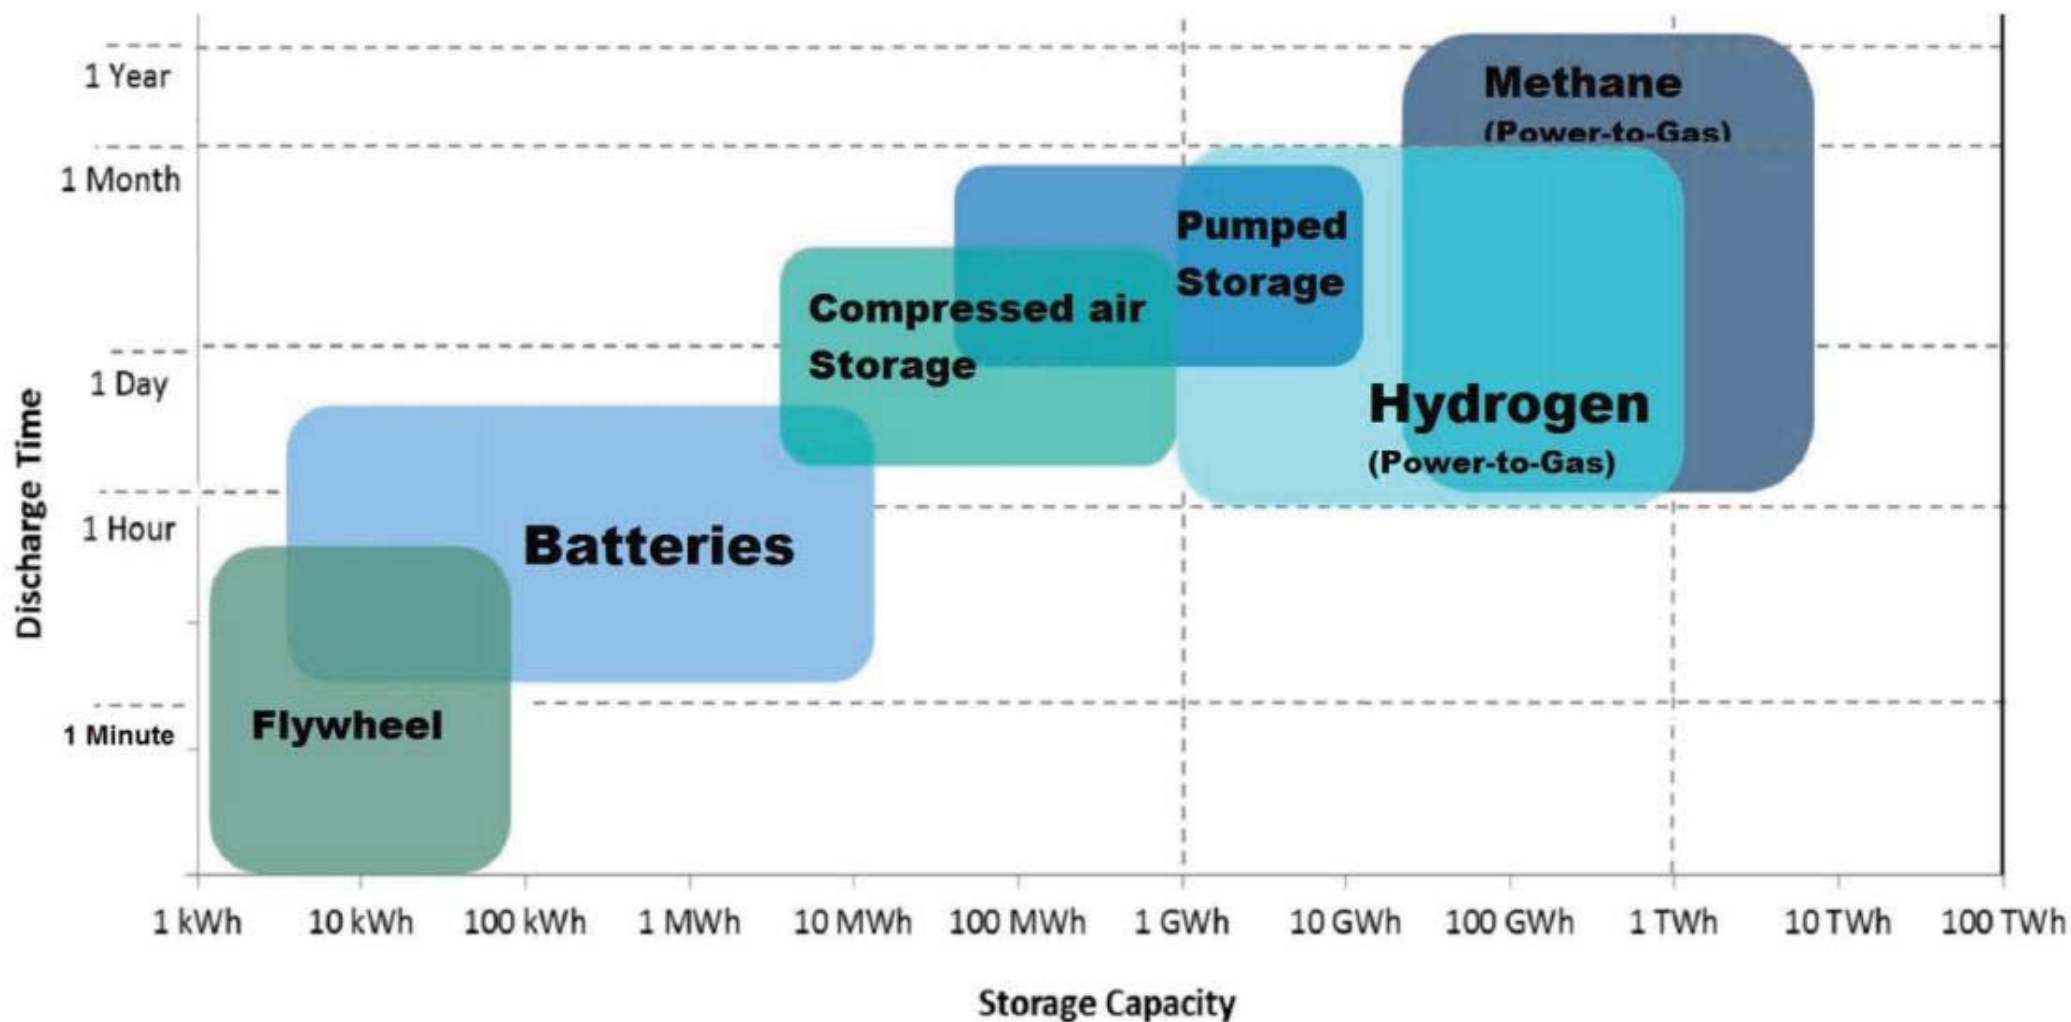 1 Year
1 Month
1 Day
1 Hour
1 Minute
Discharge Time
Methane
(Power-to-Gas)
Pumped
Storage
Compressed air
Storage
Hydrogen
(Power-to-Gas)
Batteries
Flywheel
1 kWh 10 kWh 100 kWh 1 MWh 10 MWh 100 MWh 1 GWh 10 GWh 100 GWh 1 TWh 10 TWh 100 TWh
Storage Capacity